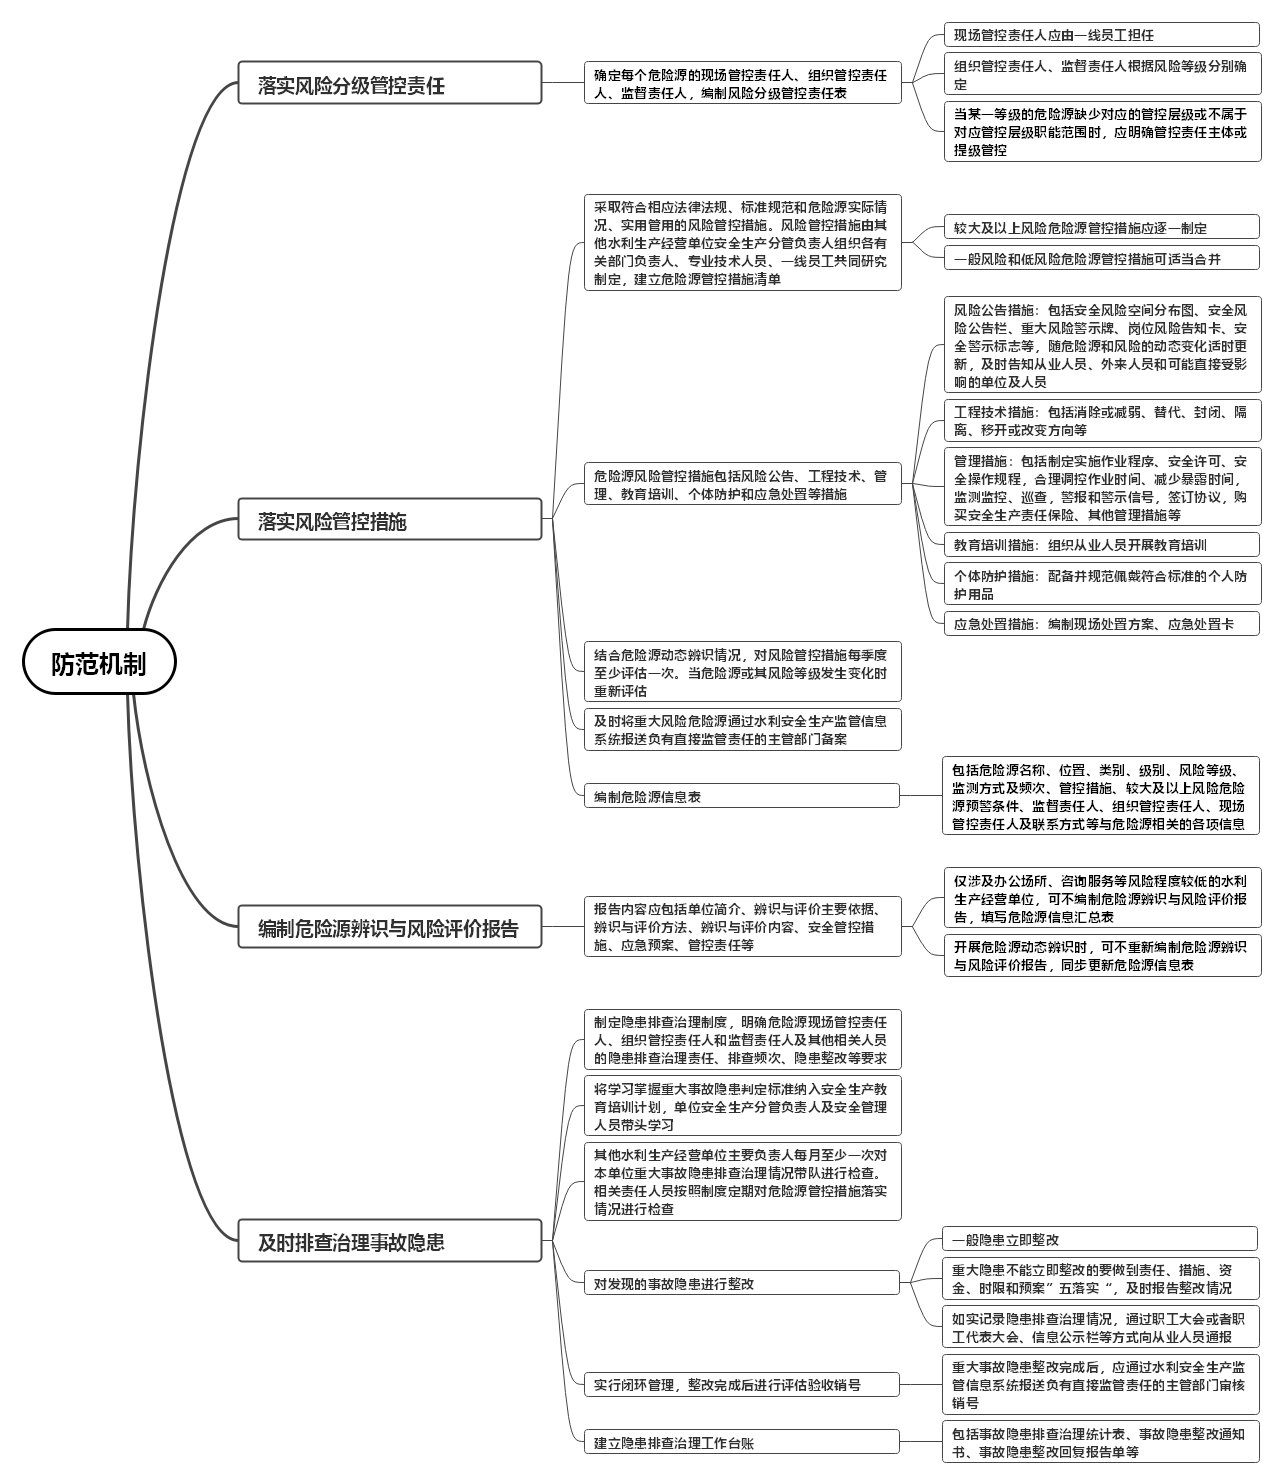 防范机制
落实风险分级管控责任
确定每个危险源的现场管控责任人、组织管控责任
人、监督责任人，编制风险分级管控责任表
现场管控责任人应由一线员工担任
组织管控责任人、监督责任人根据风险等级分别确
定
当某一等级的危险源缺少对应的管控层级或不属于
对应管控层级职能范围时，应明确管控责任主体或
提级管控
落实风险管控措施
采取符合相应法律法规、标准规范和危险源实际情
况、实用管用的风险管控措施。风险管控措施由其
他水利生产经营单位安全生产分管负责人组织各有
关部门负责人、专业技术人员、一线员工共同研究
制定，建立危险源管控措施清单
较大及以上风险危险源管控措施应逐一制定
一般风险和低风险危险源管控措施可适当合并
危险源风险管控措施包括风险公告、工程技术、管
理、教育培训、个体防护和应急处置等措施
风险公告措施：包括安全风险空间分布图、安全风
险公告栏、重大风险警示牌、岗位风险告知卡、安
全警示标志等，随危险源和风险的动态变化适时更
新，及时告知从业人员、外来人员和可能直接受影
响的单位及人员
工程技术措施：包括消除或减弱、替代、封闭、隔
离、移开或改变方向等
管理措施：包括制定实施作业程序、安全许可、安
全操作规程，合理调控作业时间、减少暴露时间，
监测监控、巡查，警报和警示信号，签订协议，购
买安全生产责任保险、其他管理措施等
教育培训措施：组织从业人员开展教育培训
个体防护措施：配备并规范佩戴符合标准的个人防
护用品
应急处置措施：编制现场处置方案、应急处置卡
结合危险源动态辨识情况，对风险管控措施每季度
至少评估一次。当危险源或其风险等级发生变化时
重新评估
及时将重大风险危险源通过水利安全生产监管信息
系统报送负有直接监管责任的主管部门备案
编制危险源信息表
包括危险源名称、位置、类别、级别、风险等级、
监测方式及频次、管控措施、较大及以上风险危险
源预警条件、监督责任人、组织管控责任人、现场
管控责任人及联系方式等与危险源相关的各项信息
编制危险源辨识与风险评价报告
报告内容应包括单位简介、辨识与评价主要依据、
辨识与评价方法、辨识与评价内容、安全管控措
施、应急预案、管控责任等
仅涉及办公场所、咨询服务等风险程度较低的水利
生产经营单位，可不编制危险源辨识与风险评价报
告，填写危险源信息汇总表
开展危险源动态辨识时，可不重新编制危险源辨识
与风险评价报告，同步更新危险源信息表
及时排查治理事故隐患
制定隐患排查治理制度，明确危险源现场管控责任
人、组织管控责任人和监督责任人及其他相关人员
的隐患排查治理责任、排查频次、隐患整改等要求
将学习掌握重大事故隐患判定标准纳入安全生产教
育培训计划，单位安全生产分管负责人及安全管理
人员带头学习
其他水利生产经营单位主要负责人每月至少一次对
本单位重大事故隐患排查治理情况带队进行检查。
相关责任人员按照制度定期对危险源管控措施落实
情况进行检查
对发现的事故隐患进行整改
一般隐患立即整改
重大隐患不能立即整改的要做到责任、措施、资
金、时限和预案”五落实“，及时报告整改情况
如实记录隐患排查治理情况，通过职工大会或者职
工代表大会、信息公示栏等方式向从业人员通报
实行闭环管理，整改完成后进行评估验收销号
重大事故隐患整改完成后，应通过水利安全生产监
管信息系统报送负有直接监管责任的主管部门审核
销号
建立隐患排查治理工作台账
包括事故隐患排查治理统计表、事故隐患整改通知
书、事故隐患整改回复报告单等